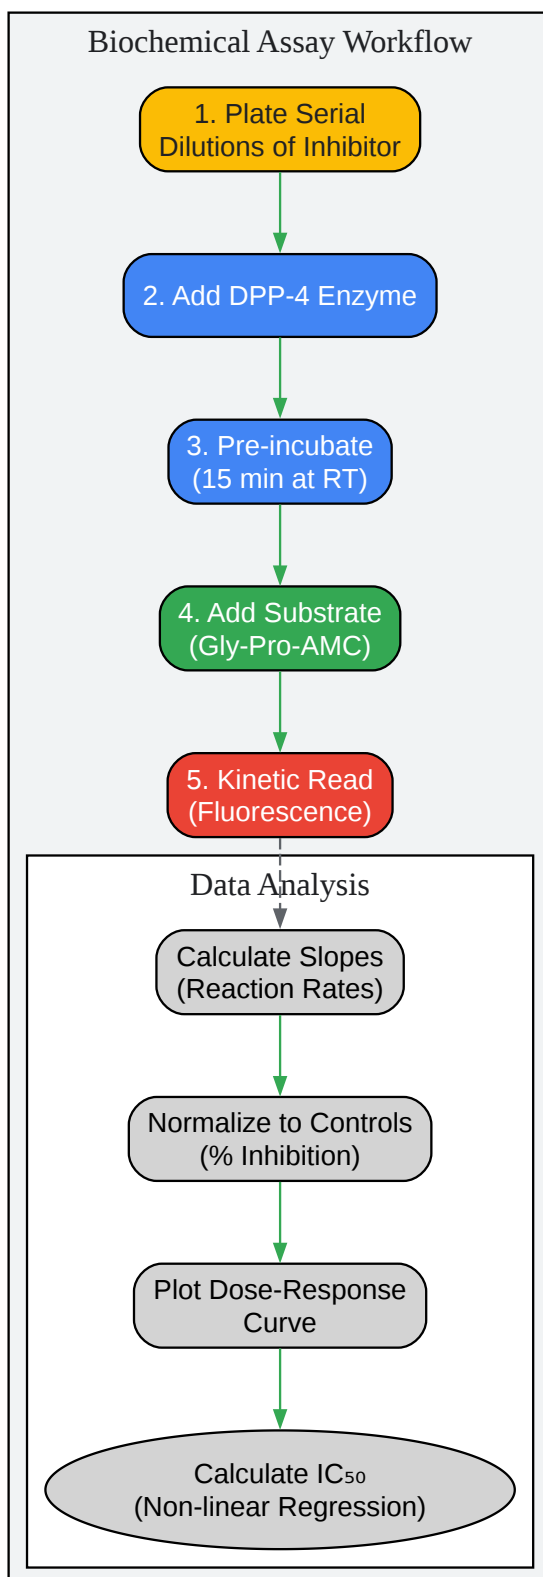 Biochemical Assay Workflow
1. Plate Serial
Dilutions of Inhibitor
2. Add DPP-4 Enzyme
3. Pre-incubate
(15 min at RT)
4. Add Substrate
(Gly-Pro-AMC)
5. Kinetic Read
(Fluorescence)
Data Analysis
Calculate Slopes
(Reaction Rates)
Normalize to Controls
(% Inhibition)
Plot Dose-Response
Curve
Calculate IC₅₀
(Non-linear Regression)